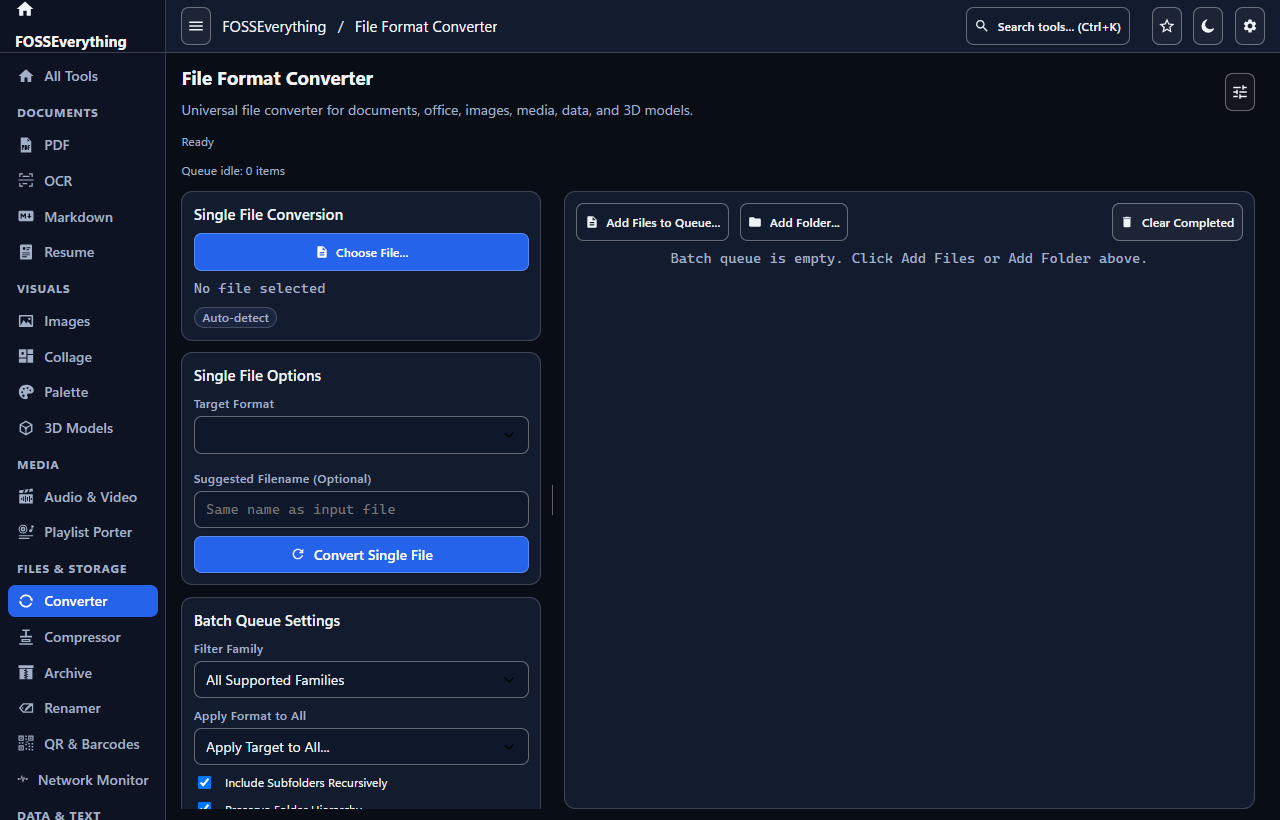 FOSSEverything
All Tools
DOCUMENTS
PDF
OCR
Markdown
Resume
VISUALS
Images
Collage
Palette
3D Models
MEDIA
Audio & Video
Playlist Porter
FILES & STORAGE
Converter
Compressor
Archive
Renamer
QR & Barcodes
Network Monitor
DATA & TEXT
FOSSEverything / File Format Converter
Search tools... (Ctrl+K)
File Format Converter
Universal file converter for documents, office, images, media, data, and 3D models.
Ready
Queue idle: 0 items
Single File Conversion
Choose File...
No file selected
Auto-detect
Single File Options
Target Format
Suggested Filename (Optional)
Same name as input file
Convert Single File
Batch Queue Settings
Filter Family
All Supported Families
Apply Format to All
Apply Target to All...
Include Subfolders Recursively
Preserve Folder Hierarchy
Add Files to Queue...
Add Folder...
Clear Completed
Batch queue is empty. Click Add Files or Add Folder above.